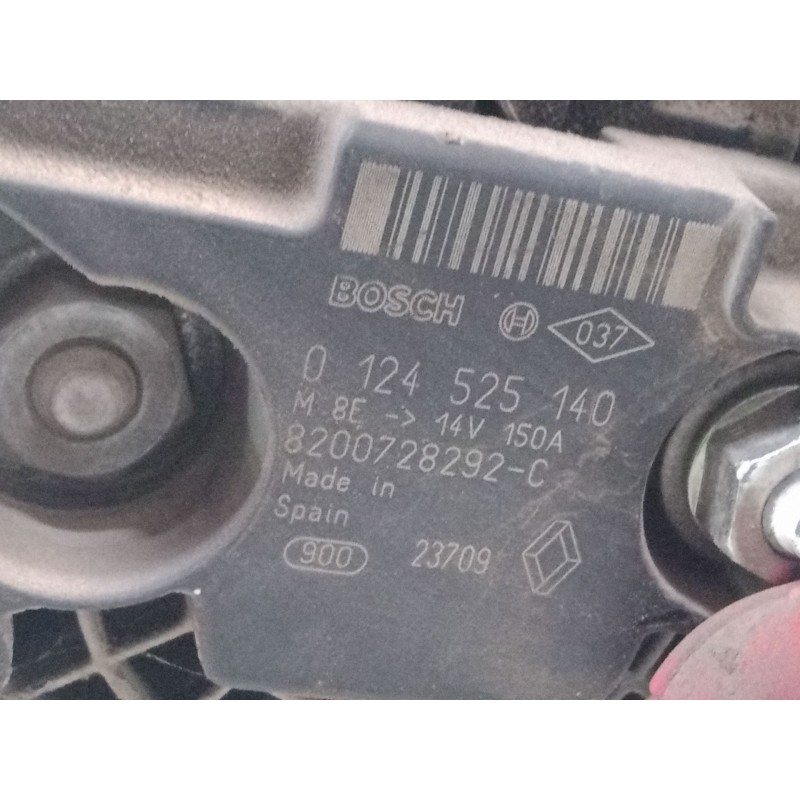 BOSCH 037
0 124 525 140
M 8E -> 14V 150A
8200728292-C
Made in
Spain
900 23709